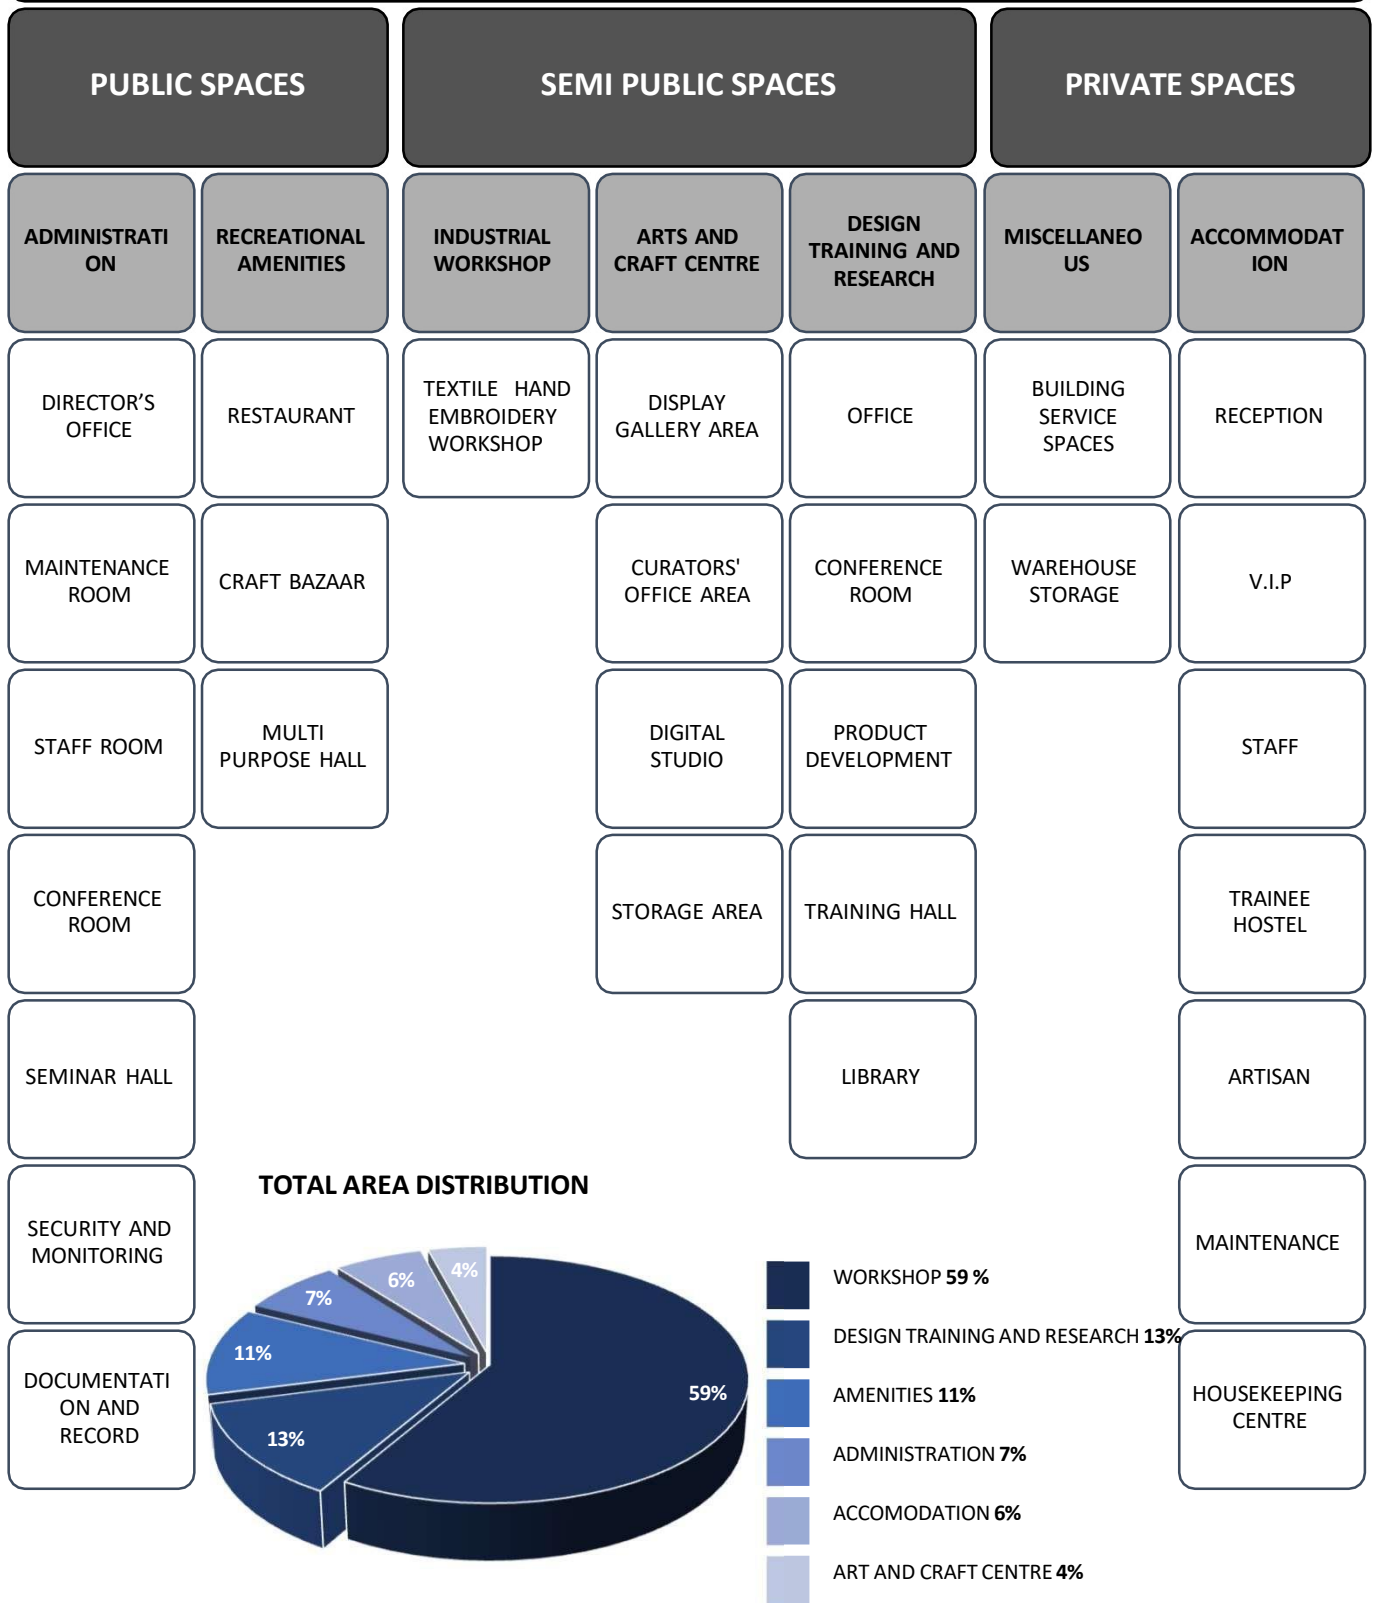 PUBLIC SPACES
SEMI PUBLIC SPACES
PRIVATE SPACES
ADMINISTRATI
ON
RECREATIONAL
AMENITIES
INDUSTRIAL
WORKSHOP
ARTS AND
CRAFT CENTRE
DESIGN
TRAINING AND
RESEARCH
MISCELLANEO
US
ACCOMMODAT
ION
DIRECTOR’S
OFFICE
RESTAURANT
TEXTILE HAND
EMBROIDERY
WORKSHOP
DISPLAY
GALLERY AREA
OFFICE
BUILDING
SERVICE
SPACES
RECEPTION
MAINTENANCE
ROOM
CRAFT BAZAAR
CURATORS'
OFFICE AREA
CONFERENCE
ROOM
WAREHOUSE
STORAGE
V.I.P
STAFF ROOM
MULTI
PURPOSE HALL
DIGITAL
STUDIO
PRODUCT
DEVELOPMENT
STAFF
CONFERENCE
ROOM
STORAGE AREA
TRAINING HALL
TRAINEE
HOSTEL
SEMINAR HALL
LIBRARY
ARTISAN
SECURITY AND
MONITORING
MAINTENANCE
DOCUMENTATI
ON AND
RECORD
HOUSEKEEPING
CENTRE
TOTAL AREA DISTRIBUTION
4%
6%
7%
11%
13%
59%
WORKSHOP 59 %
DESIGN TRAINING AND RESEARCH 13%
AMENITIES 11%
ADMINISTRATION 7%
ACCOMODATION 6%
ART AND CRAFT CENTRE 4%